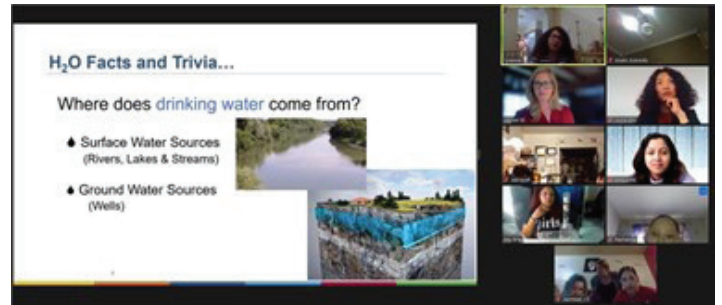 H₂O Facts and Trivia...
Where does drinking water come from?
Surface Water Sources
(Rivers, Lakes & Streams)
Ground Water Sources
(Wells)